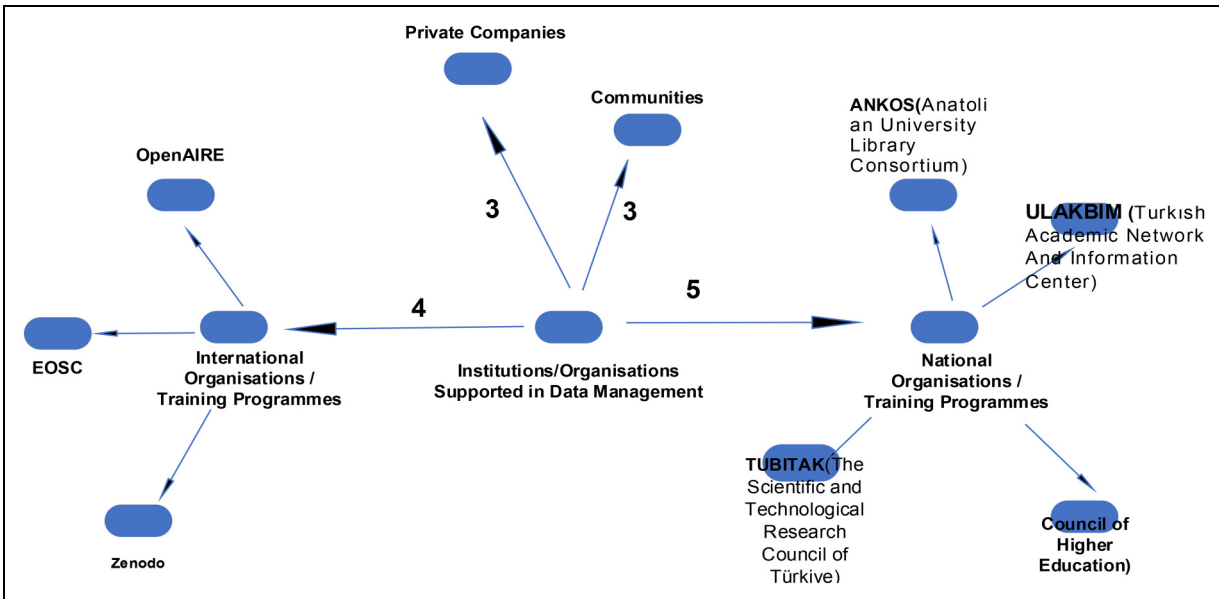 Private Companies
Communities
ANKOS(Anatoli
an University
Library
Consortium)
OpenAIRE
ULAKBIM (Turkısh
Academic Network
And Information
Center)
3
3
5
4
EOSC
International
Organisations /
Training Programmes
Institutions/Organisations
Supported in Data Management
National
Organisations /
Training Programmes
TUBITAK(The
Scientific and
Technological
Research
Council of
Türkive)
Council of
Higher
Education)
Zenodo